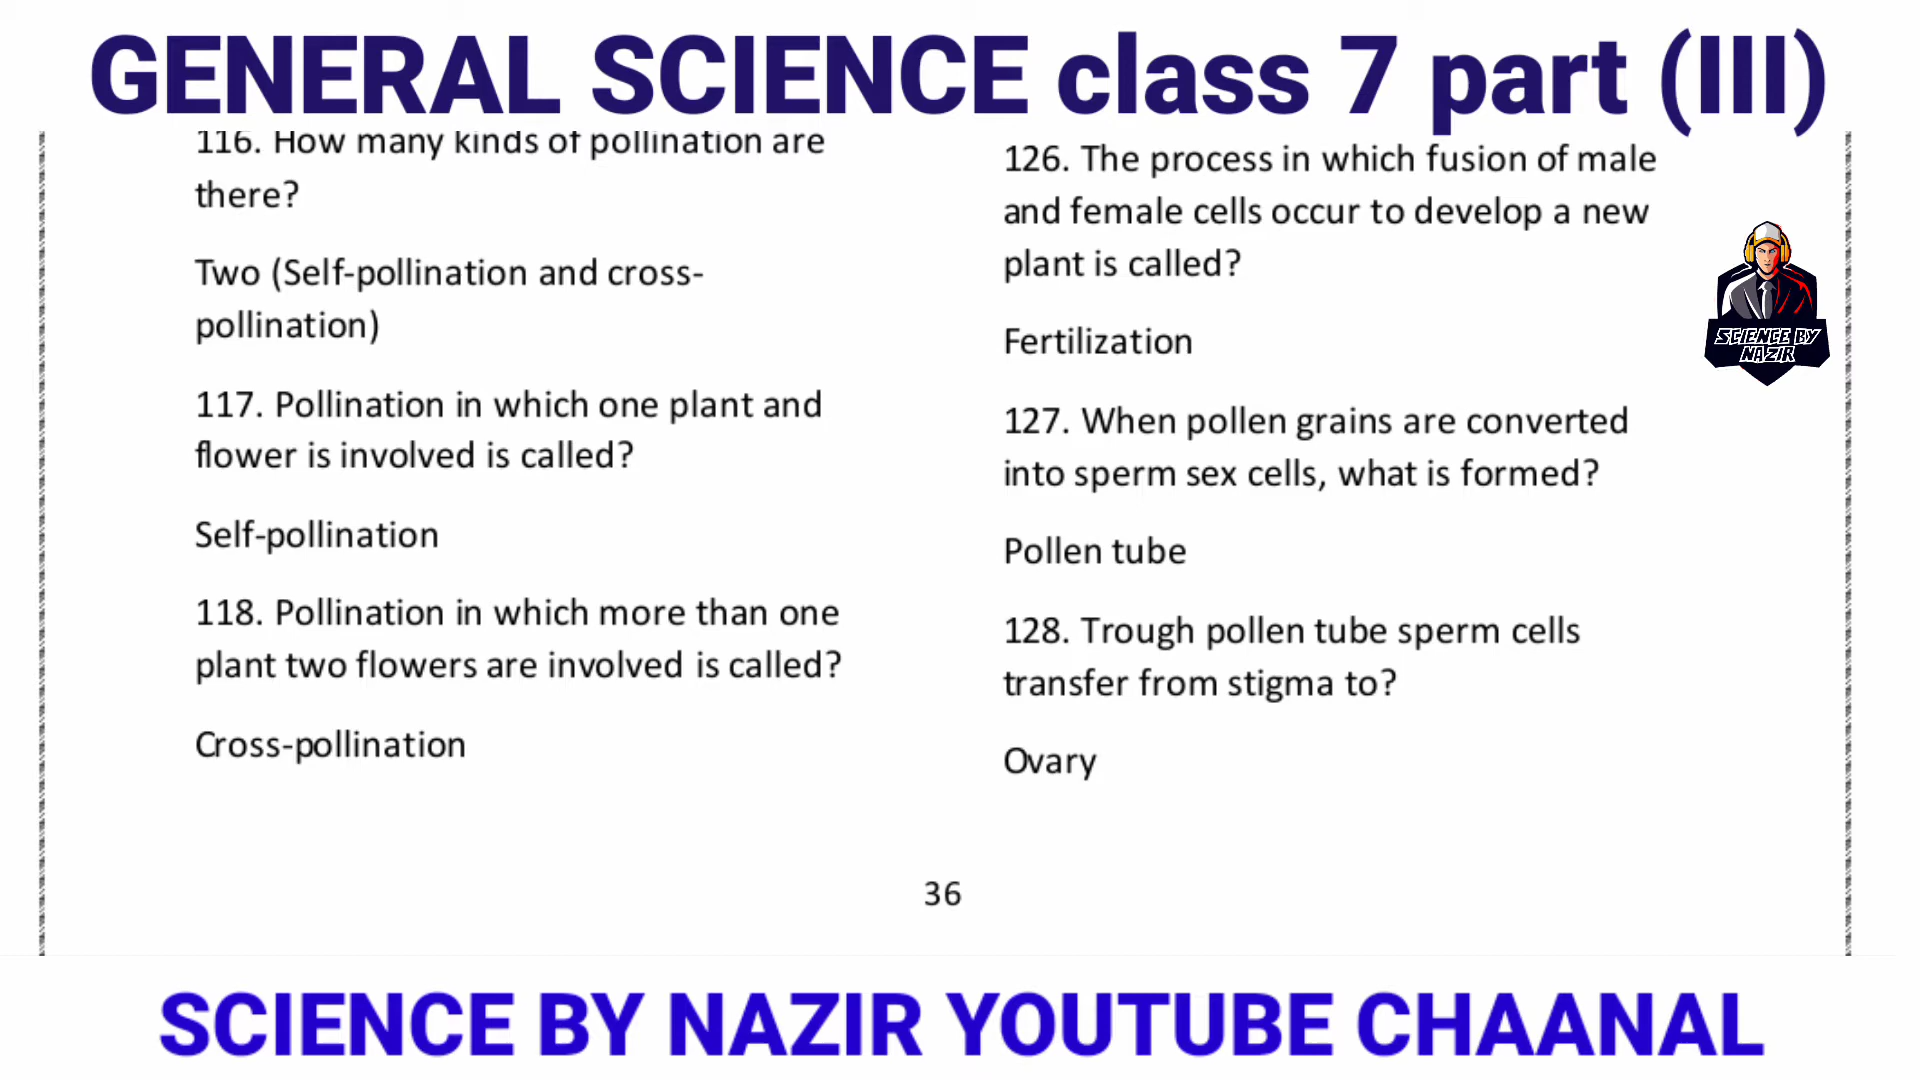 GENERAL SCIENCE class 7 part (III)
116. How many kinds of pollination are
there?
Two (Self-pollination and cross-
pollination)
117. Pollination in which one plant and
flower is involved is called?
Self-pollination
118. Pollination in which more than one
plant two flowers are involved is called?
Cross-pollination
126. The process in which fusion of male
and female cells occur to develop a new
plant is called?
Fertilization
127. When pollen grains are converted
into sperm sex cells, what is formed?
Pollen tube
128. Trough pollen tube sperm cells
transfer from stigma to?
Ovary
SCIENCE BY
NAZIR
36
SCIENCE BY NAZIR YOUTUBE CHAANAL